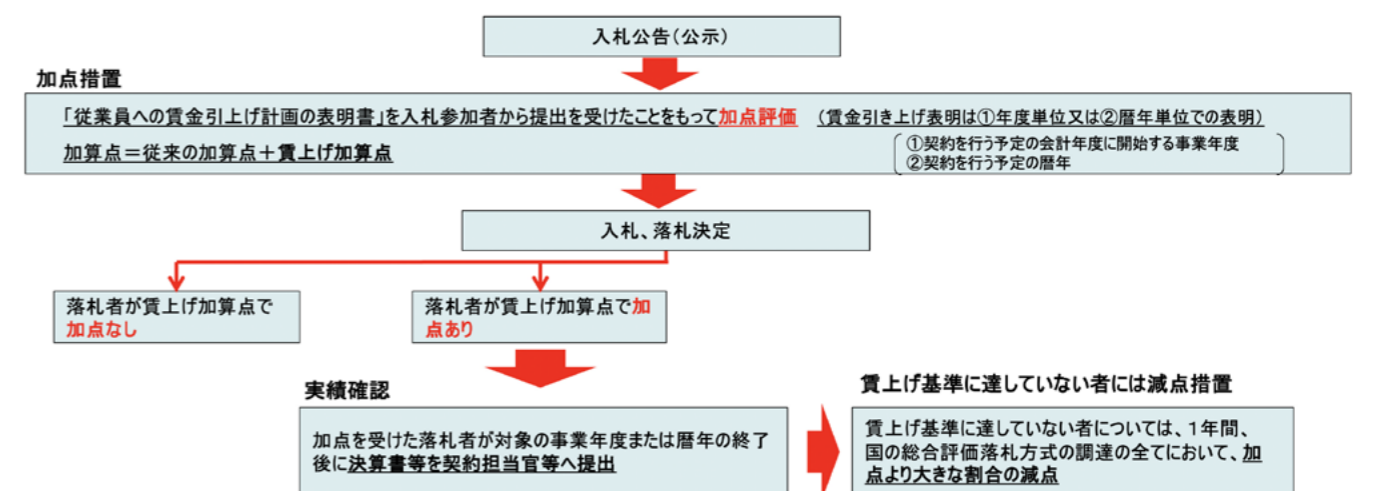 入札公告(公示)
加点措置
「従業員への賃金引上げ計画の表明書」を入札参加者から提出を受けたことをもって加点評価 (賃金引き上げ表明は①年度単位又は②暦年単位での表明)
加算点=従来の加算点+賃上げ加算点
①契約を行う予定の会計年度に開始する事業年度
②契約を行う予定の暦年
入札、落札決定
落札者が賃上げ加算点で
加点なし
落札者が賃上げ加算点で加
点あり
実績確認
加点を受けた落札者が対象の事業年度または暦年の終了
後に決算書等を契約担当官等へ提出
賃上げ基準に達していない者には減点措置
賃上げ基準に達していない者については、1年間、
国の総合評価落札方式の調達の全てにおいて、加
点より大きな割合の減点